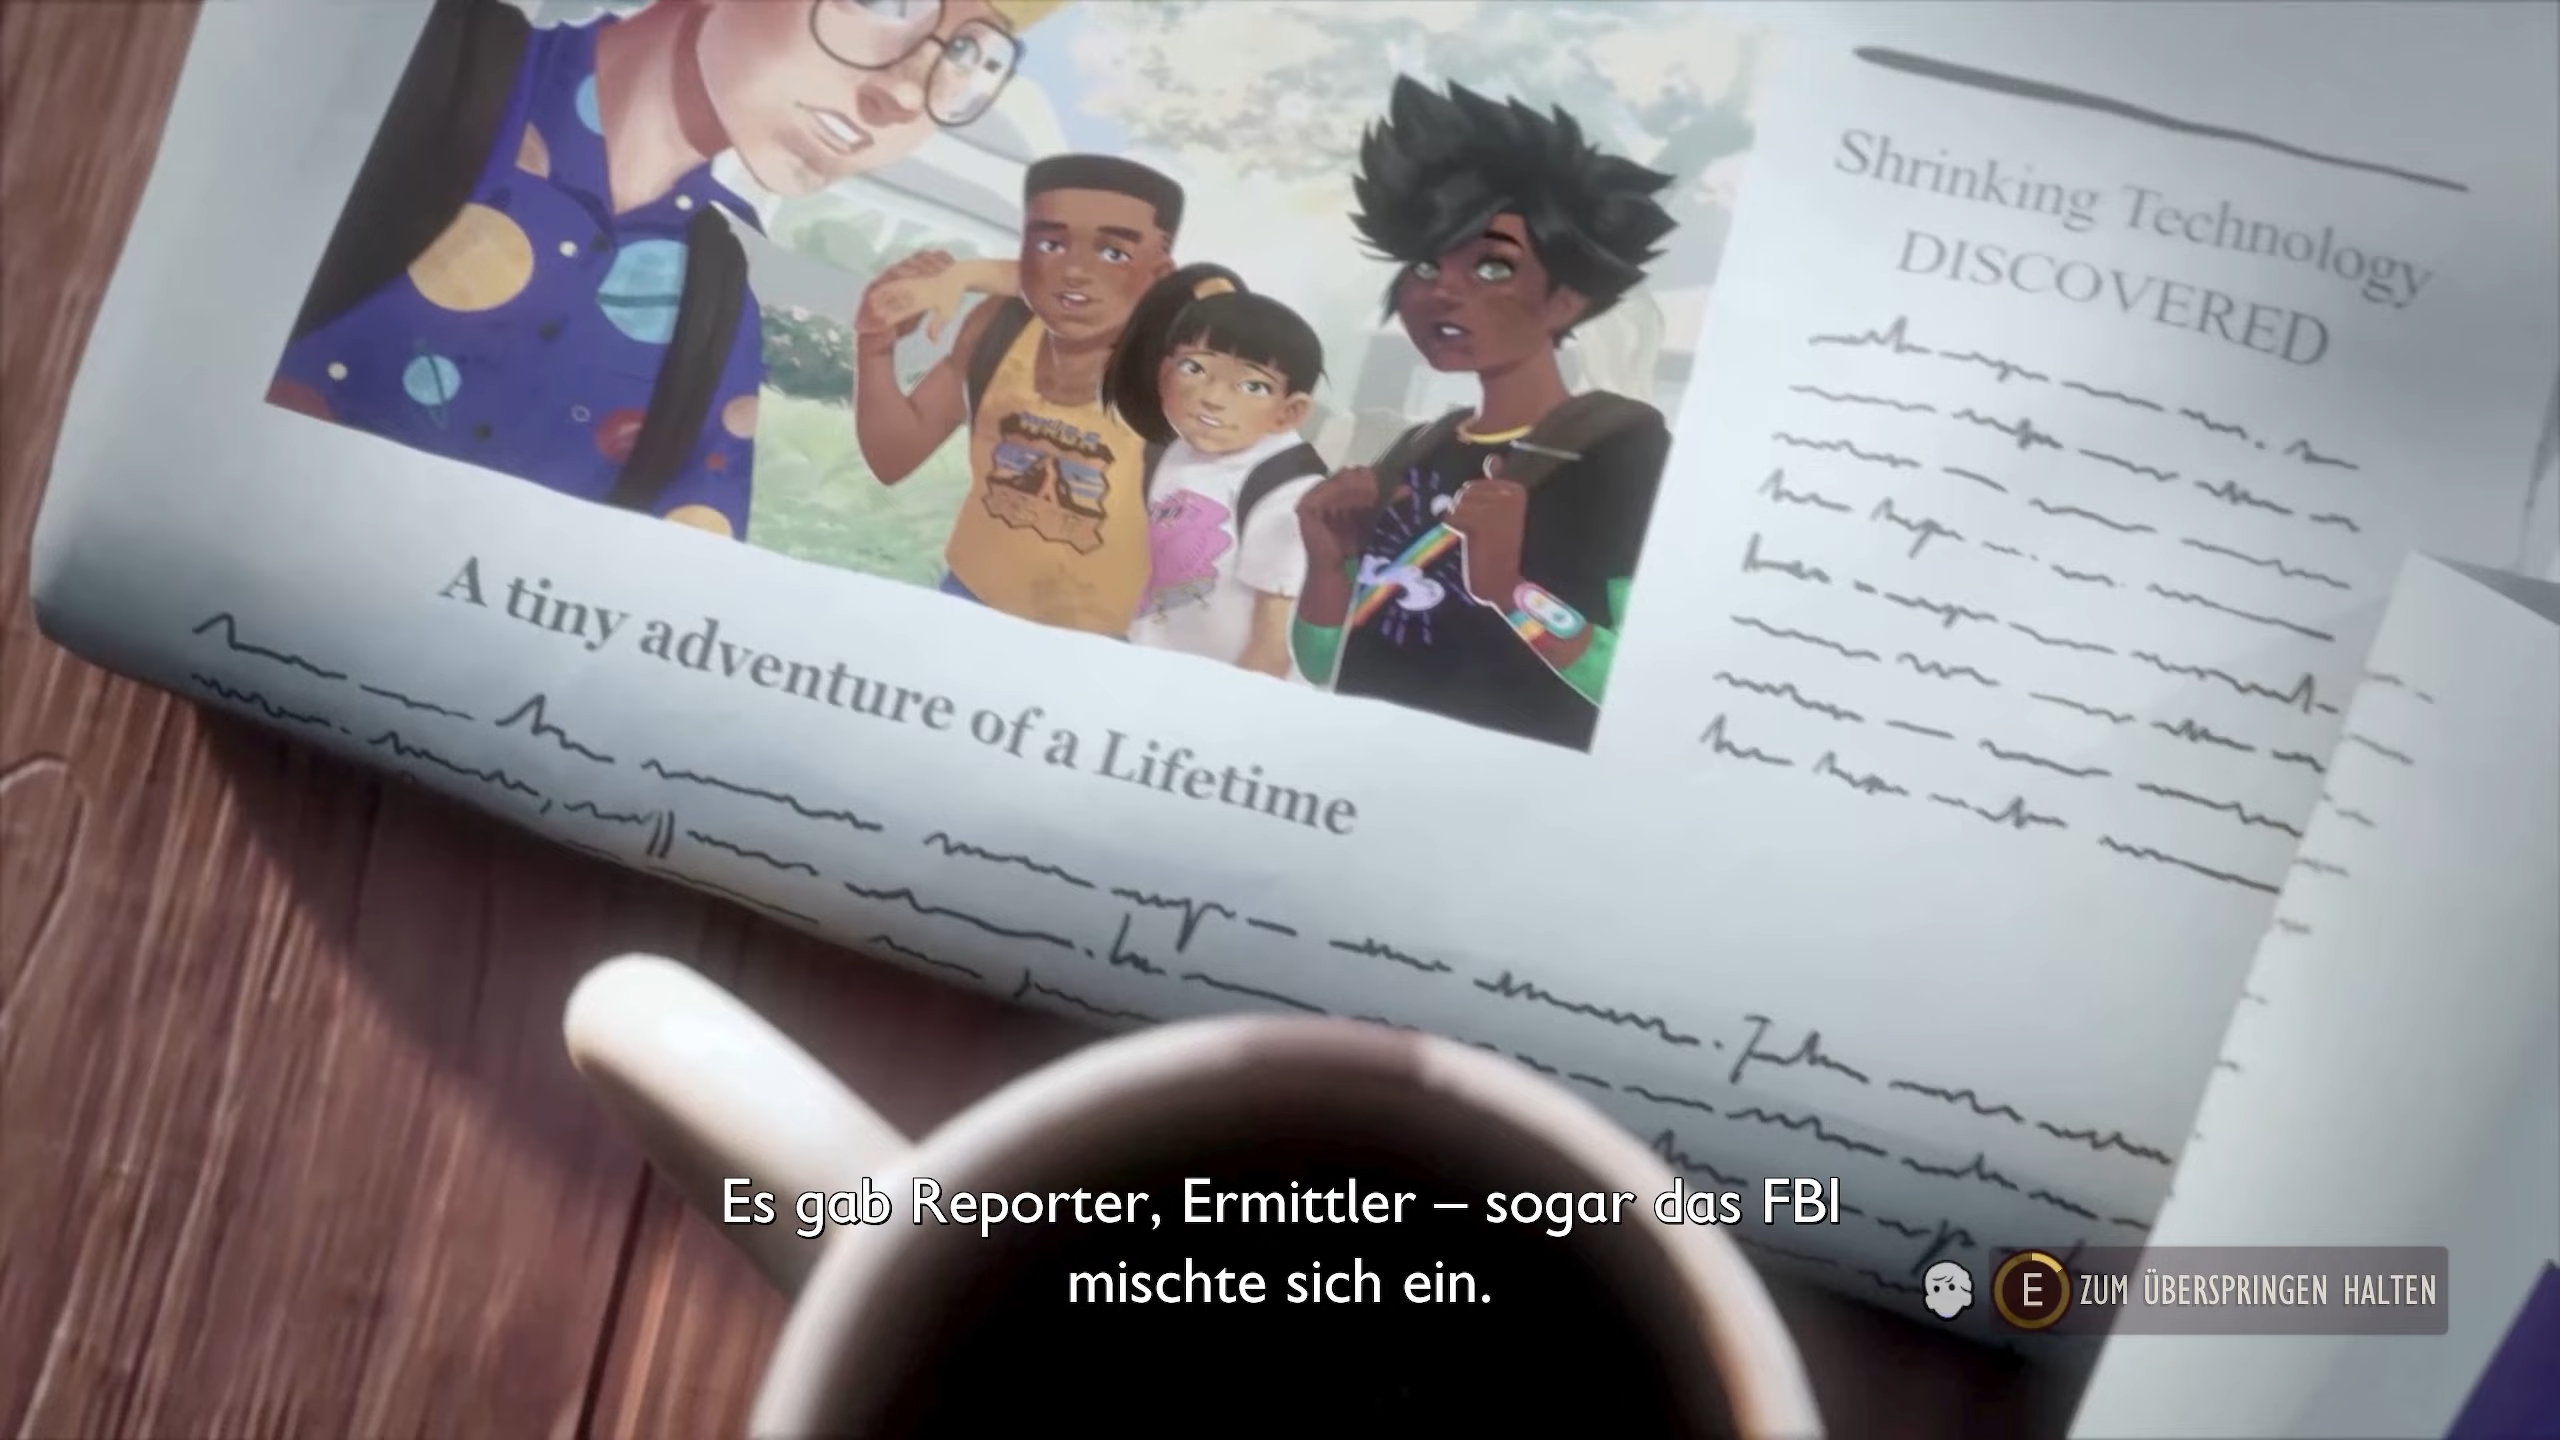 Shrinking Technology
DISCOVERED
A tiny adventure of a Lifetime
Es gab Reporter, Ermittler – sogar das FBI
mischte sich ein.
E ZUM ÜBERSPRINGEN HALTEN